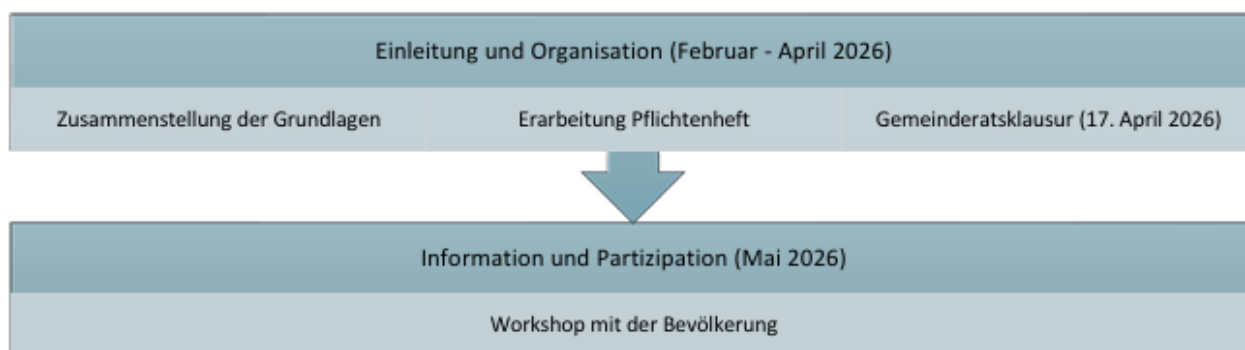 Einleitung und Organisation (Februar - April 2026)
Zusammenstellung der Grundlagen
Erarbeitung Pflichtenheft
Gemeinderatsklausur (17. April 2026)
Information und Partizipation (Mai 2026)
Workshop mit der Bevölkerung